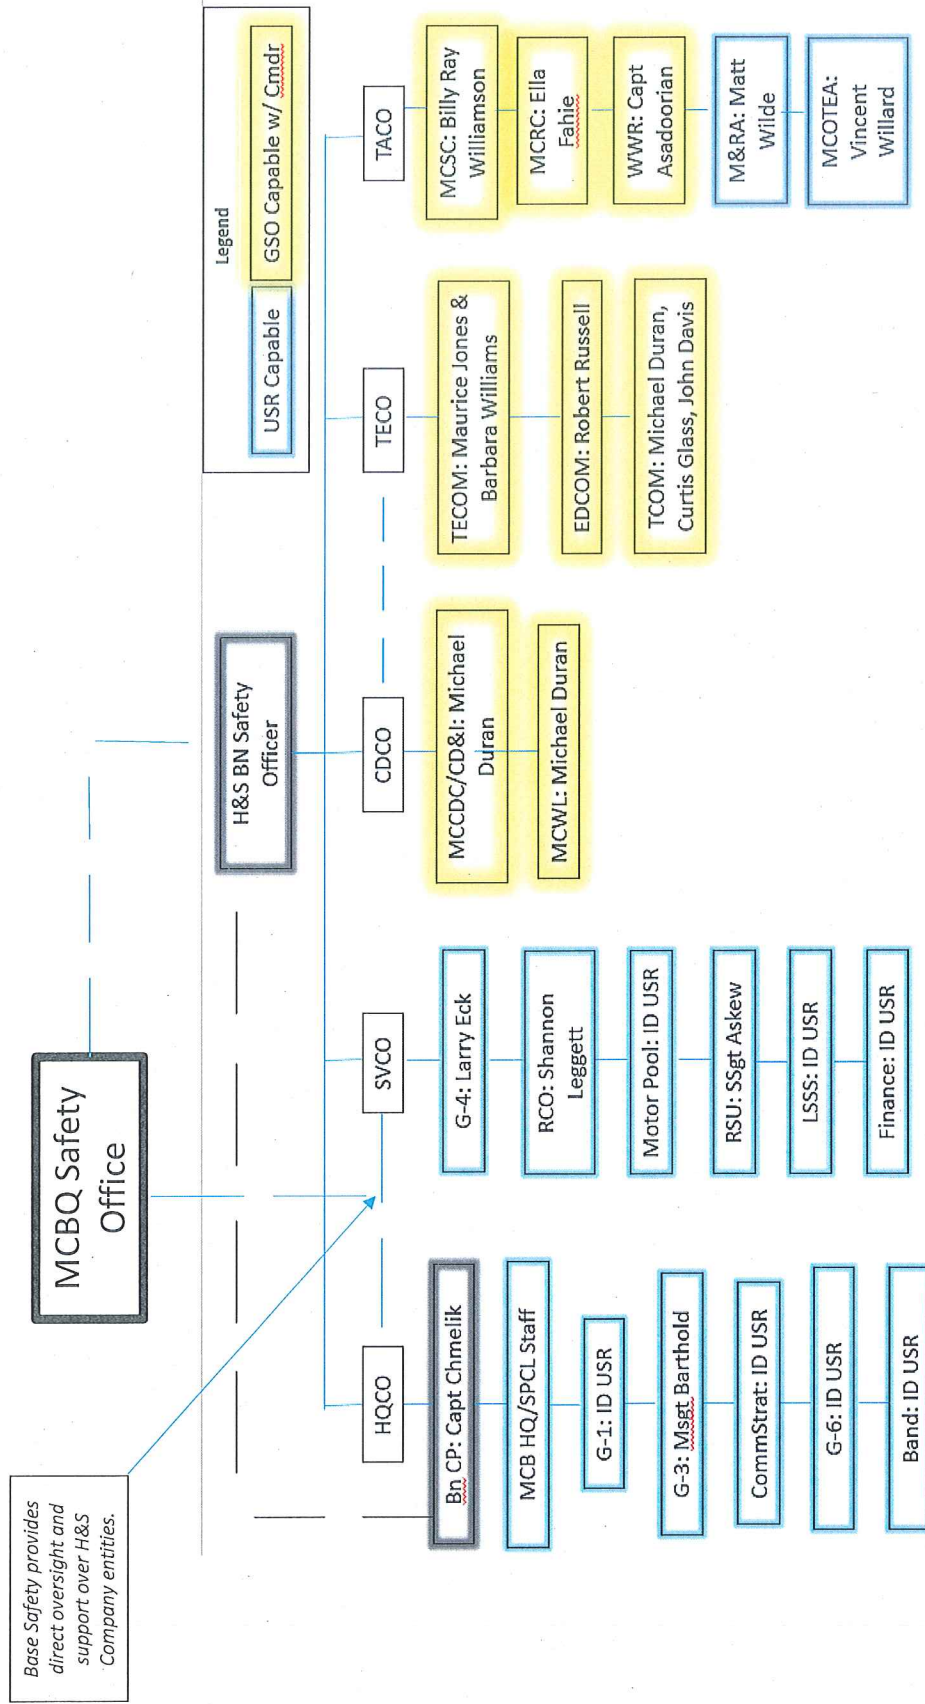 Base Safety provides
direct oversight and
support over H&S
Company entities.
MCBQ Safety
Office
H&S BN Safety
Officer
Legend
USR Capable
GSO Capable w/ Cmdr
HQCO
SVCO
CDCO
TECO
TACO
Bn CP: Capt Chmelik
MCB HQ/SPCL Staff
G-1: ID USR
G-3: Msgt Barthold
CommStrat: ID USR
G-6: ID USR
Band: ID USR
G-4: Larry Eck
RCO: Shannon
Leggett
Motor Pool: ID USR
RSU: SSgt Askew
LSSS: ID USR
Finance: ID USR
MCCDC/CD&I: Michael
Duran
MCWL: Michael Duran
TECOM: Maurice Jones &
Barbara Williams
EDCOM: Robert Russell
TCOM: Michael Duran,
Curtis Glass, John Davis
MCSC: Billy Ray
Williamson
MCRC: Ella
Fahie
WWR: Capt
Asadoorian
M&RA: Matt
Wilde
MCOTEA:
Vincent
Willard